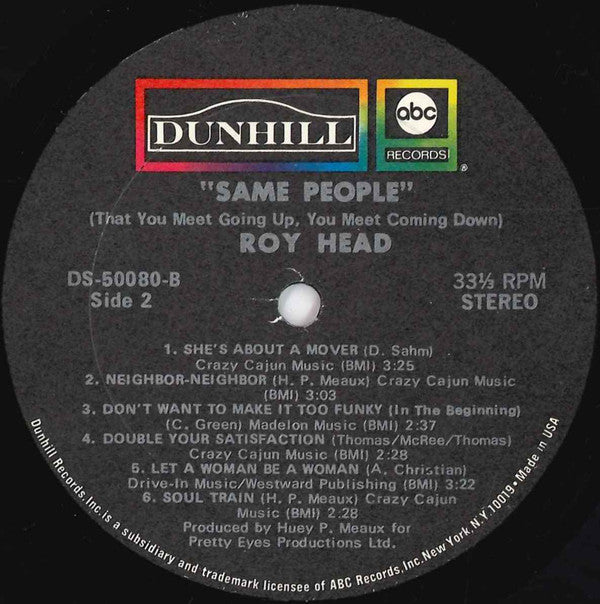 DUNHILL
abc
RECORDS
®
"SAME PEOPLE"
(That You Meet Going Up, You Meet Coming Down)
ROY HEAD
DS-50080-B
Side 2
33⅓ RPM
STEREO
1. SHE'S ABOUT A MOVER (D. Sahm)
Crazy Cajun Music (BMI) 3:25
2. NEIGHBOR-NEIGHBOR (H. P. Meaux) Crazy Cajun Music
(BMI) 3:03
3. DON'T WANT TO MAKE IT TOO FUNKY (In The Beginning)
(C. Green) Madelon Music (BMI) 2:37
4. DOUBLE YOUR SATISFACTION (Thomas/McRee/Thomas)
Crazy Cajun Music (BMI) 2:28
5. LET A WOMAN BE A WOMAN (A. Christian)
Drive-In Music/Westward Publishing (BMI) 3:22
6. SOUL TRAIN (H. P. Meaux) Crazy Cajun
Music (BMI) 2:28
Produced by Huey P. Meaux for
Pretty Eyes Productions Ltd.
Dunhill Records, Inc. is a subsidiary and trademark licensee of ABC Records, Inc. New York, N.Y. 10019 • Made in USA